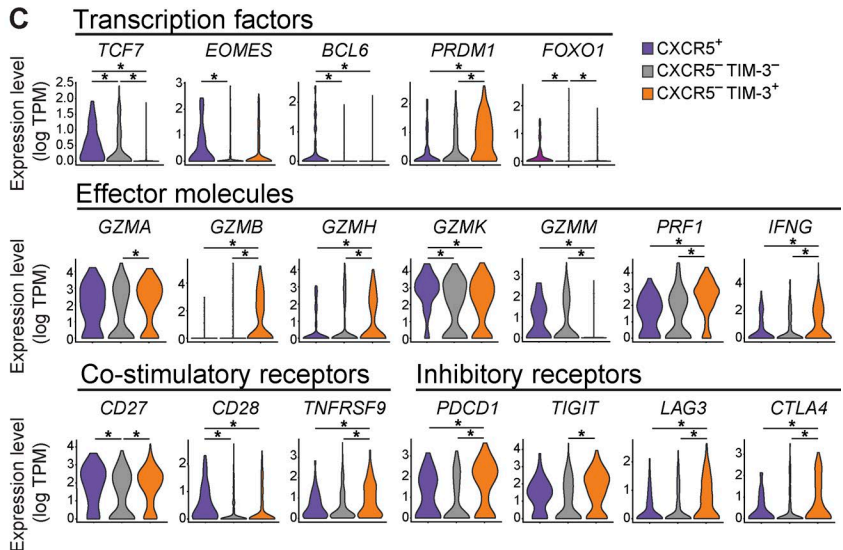 C
Transcription factors
TCF7 EOMES BCL6 PRDM1 FOXO1
* * * * * * * * * * *
Expression level
(log TPM)
2.5 2.0 1.5 1.0 0.5 0.0
3 2 1 0
2 1 0
2 1 0
2 1 0
CXCR5⁺
CXCR5⁻ TIM-3⁻
CXCR5⁻ TIM-3⁺
Effector molecules
GZMA GZMB GZMH GZMK GZMM PRF1 IFNG
* * * * * * * * * * * * *
Expression level
(log TPM)
4 3 2 1 0
4 2 0
4 3 2 1 0
4 3 2 1 0
3 2 1 0
4 3 2 1 0
4 2 0
Co-stimulatory receptors Inhibitory receptors
CD27 CD28 TNFRSF9 PDCD1 TIGIT LAG3 CTLA4
* * * * * * * * * * * * *
Expression level
(log TPM)
4 3 2 1 0
2 1 0
3 2 1 0
3 2 1 0
4 3 2 1 0
2 1 0
3 2 1 0